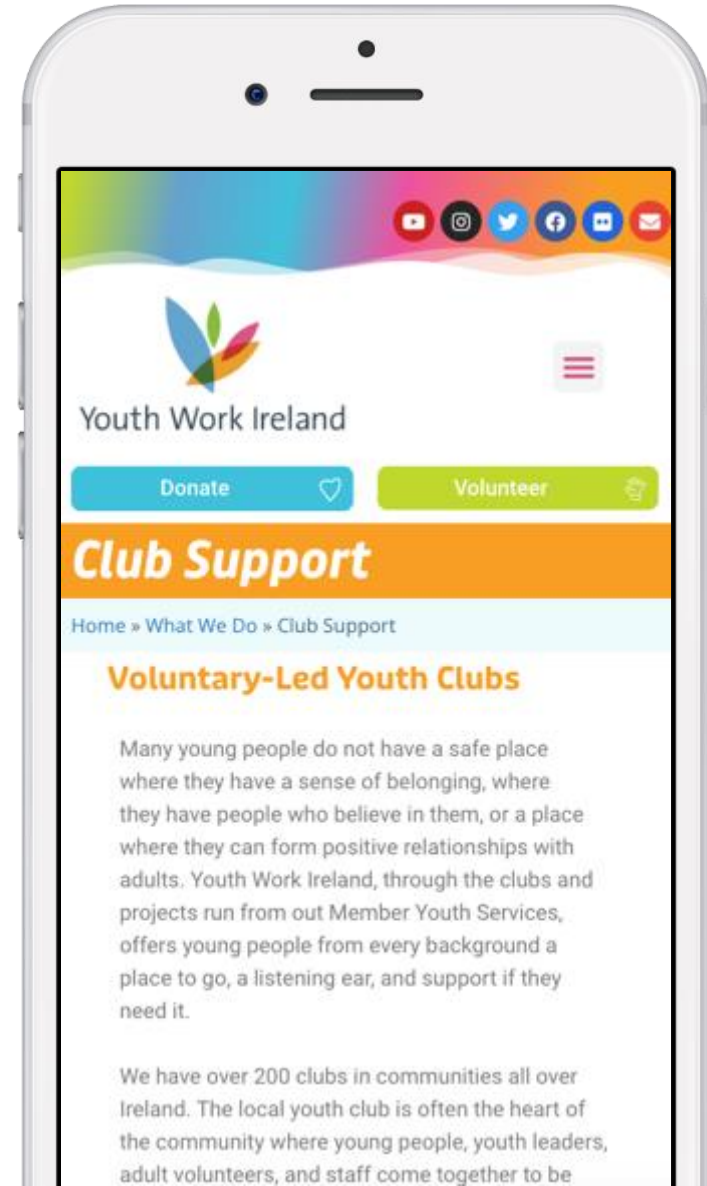 Youth Work Ireland
Donate
Volunteer
Club Support
Home » What We Do » Club Support
Voluntary-Led Youth Clubs
Many young people do not have a safe place
where they have a sense of belonging, where
they have people who believe in them, or a place
where they can form positive relationships with
adults. Youth Work Ireland, through the clubs and
projects run from out Member Youth Services,
offers young people from every background a
place to go, a listening ear, and support if they
need it.
We have over 200 clubs in communities all over
Ireland. The local youth club is often the heart of
the community where young people, youth leaders,
adult volunteers, and staff come together to be